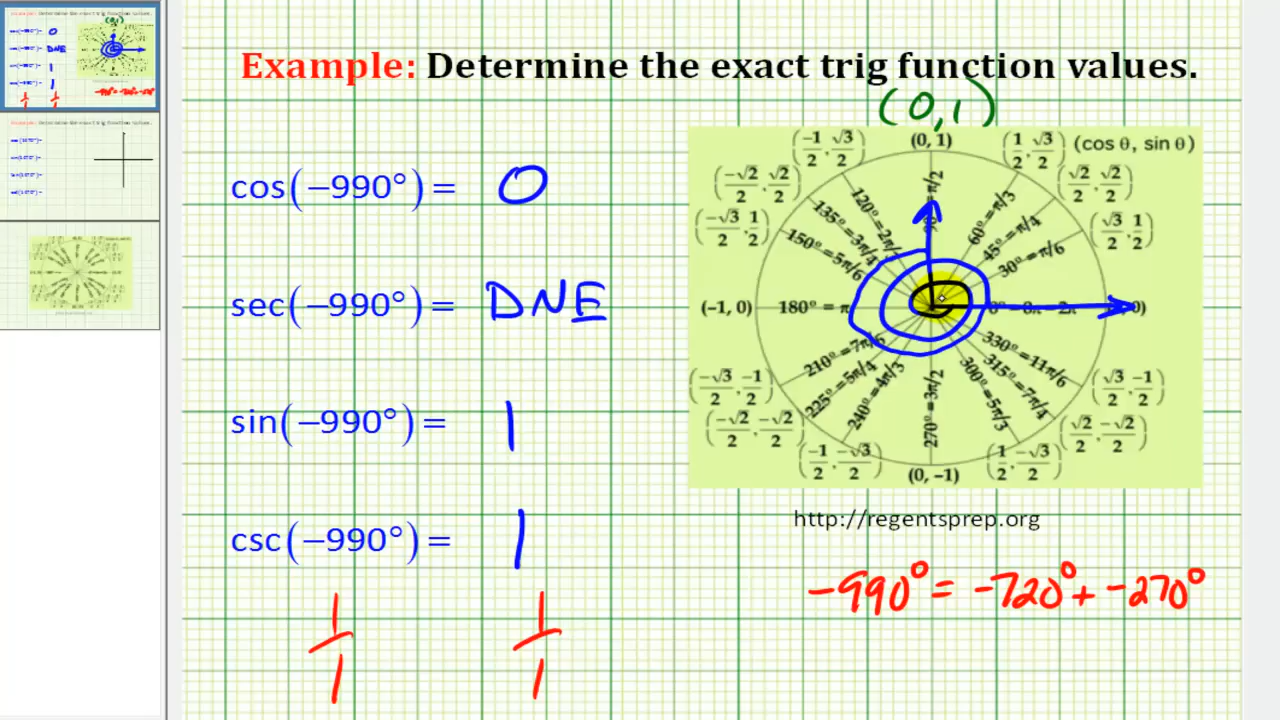 Example: Determine the exact trig function values.
(0,1)
cos(−990°)= 0
sec(−990°)= DNE
sin(−990°)= 1
csc(−990°)= 1
1/1 1/1
(−1/2, √3/2) (0, 1) (1/2, √3/2) (cos θ, sin θ)
(−√2/2, √2/2) (√2/2, √2/2)
(−√3/2, 1/2) (√3/2, 1/2)
120°=2π/
135°=3π/4
150°=5π/6
=π/2
60°=π/3
45°=π/4
30°=π/6
(−1, 0) 180° = π
210°=7π/6
225°=5π/4
240°=4π/3
270°=3π/2
300°=5π/3
315°=7π/4
330°=11π/6
(−√3/2, −1/2) (√3/2, −1/2)
(−√2/2, −√2/2) (√2/2, −√2/2)
(−1/2, −√3/2) (0, −1) (1/2, −√3/2)
http://regentsprep.org
-990° = -720° + -270°